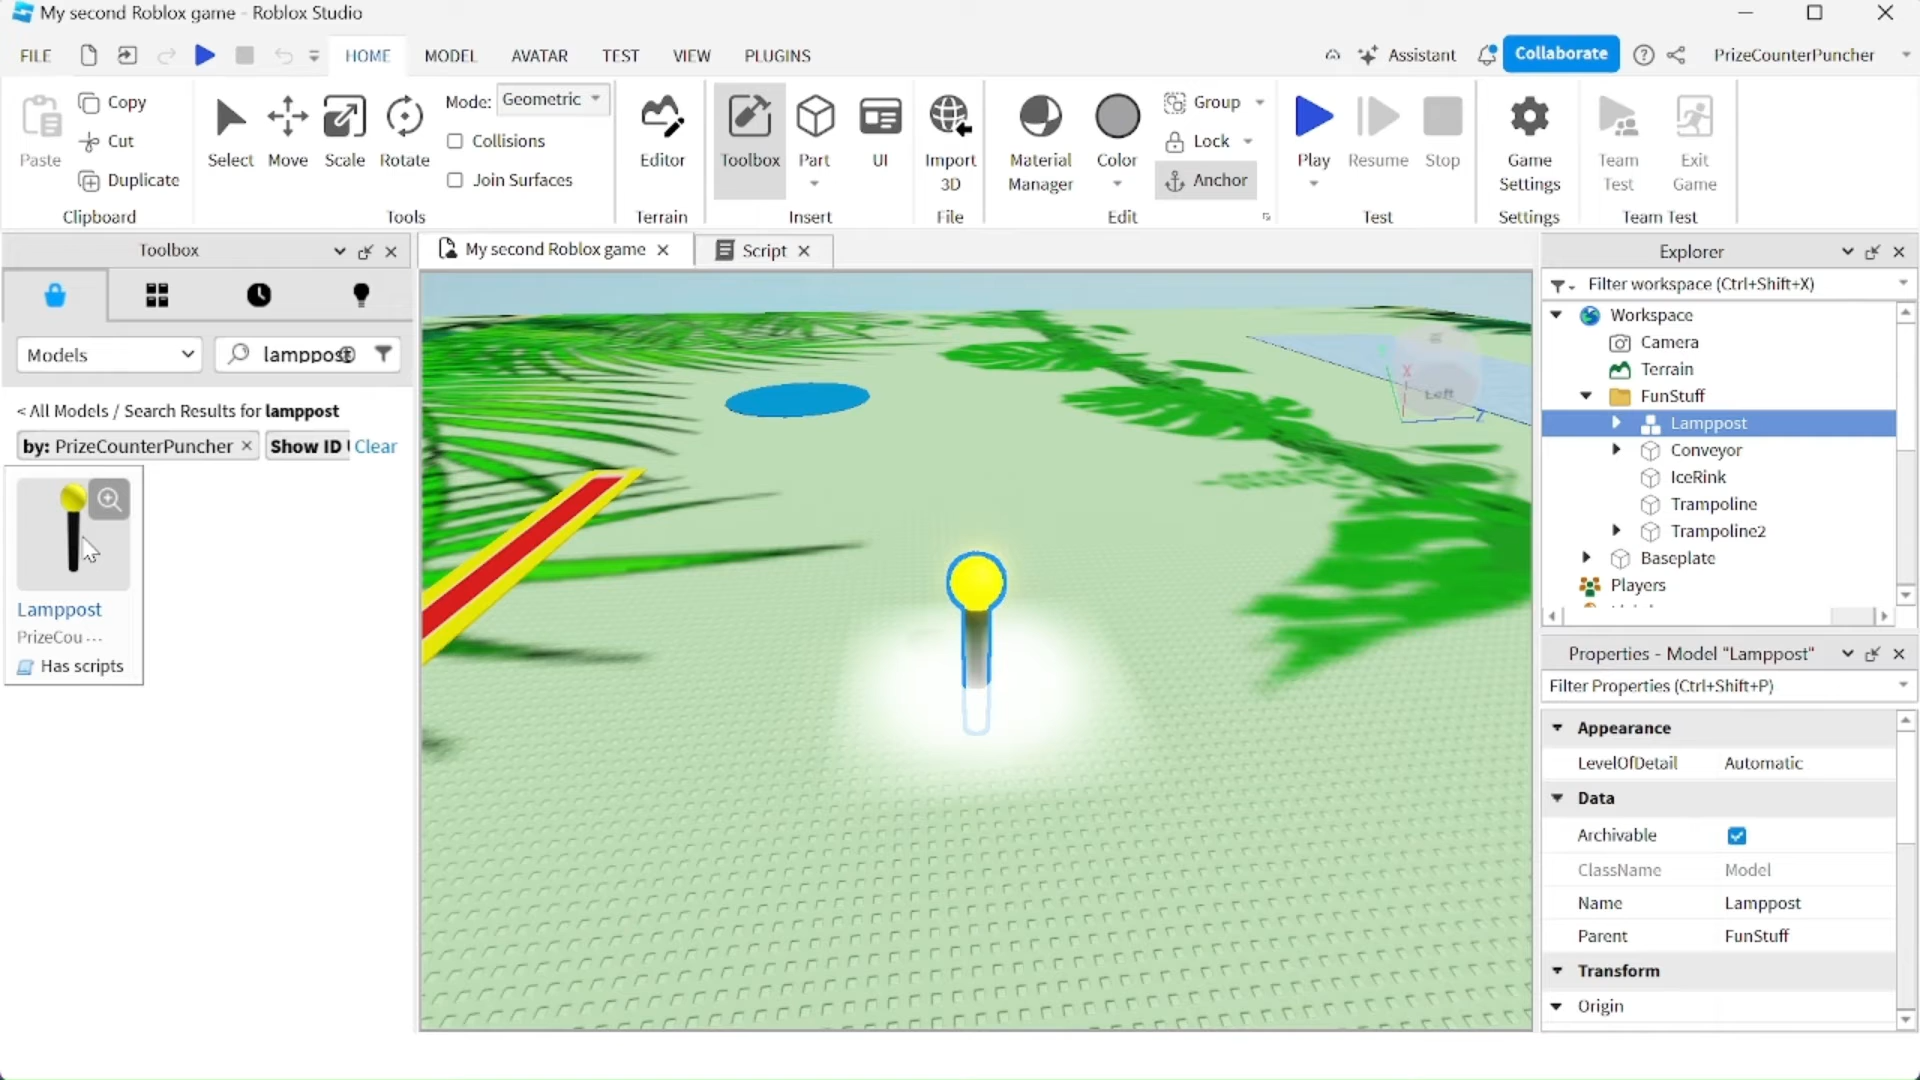 My second Roblox game - Roblox Studio
FILE HOME MODEL AVATAR TEST VIEW PLUGINS Assistant Collaborate PrizeCounterPuncher
Paste Copy Cut Duplicate
Clipboard
Select Move Scale Rotate
Mode: Geometric
Collisions
Join Surfaces
Tools
Editor
Terrain
Toolbox Part UI
Insert
Import 3D
File
Material Manager
Color
Group
Lock
Anchor
Edit
Play Resume Stop
Test
Game Settings
Settings
Team Test
Exit Game
Team Test
Toolbox
Models lamppost
< All Models / Search Results for lamppost
by: PrizeCounterPuncher × Show ID Clear
Lamppost
PrizeCou ...
Has scripts
My second Roblox game
Script
X
Left
Explorer
Filter workspace (Ctrl+Shift+X)
Workspace
Camera
Terrain
FunStuff
Lamppost
Conveyor
IceRink
Trampoline
Trampoline2
Baseplate
Players
Properties - Model "Lamppost"
Filter Properties (Ctrl+Shift+P)
Appearance
LevelOfDetail Automatic
Data
Archivable
ClassName Model
Name Lamppost
Parent FunStuff
Transform
Origin